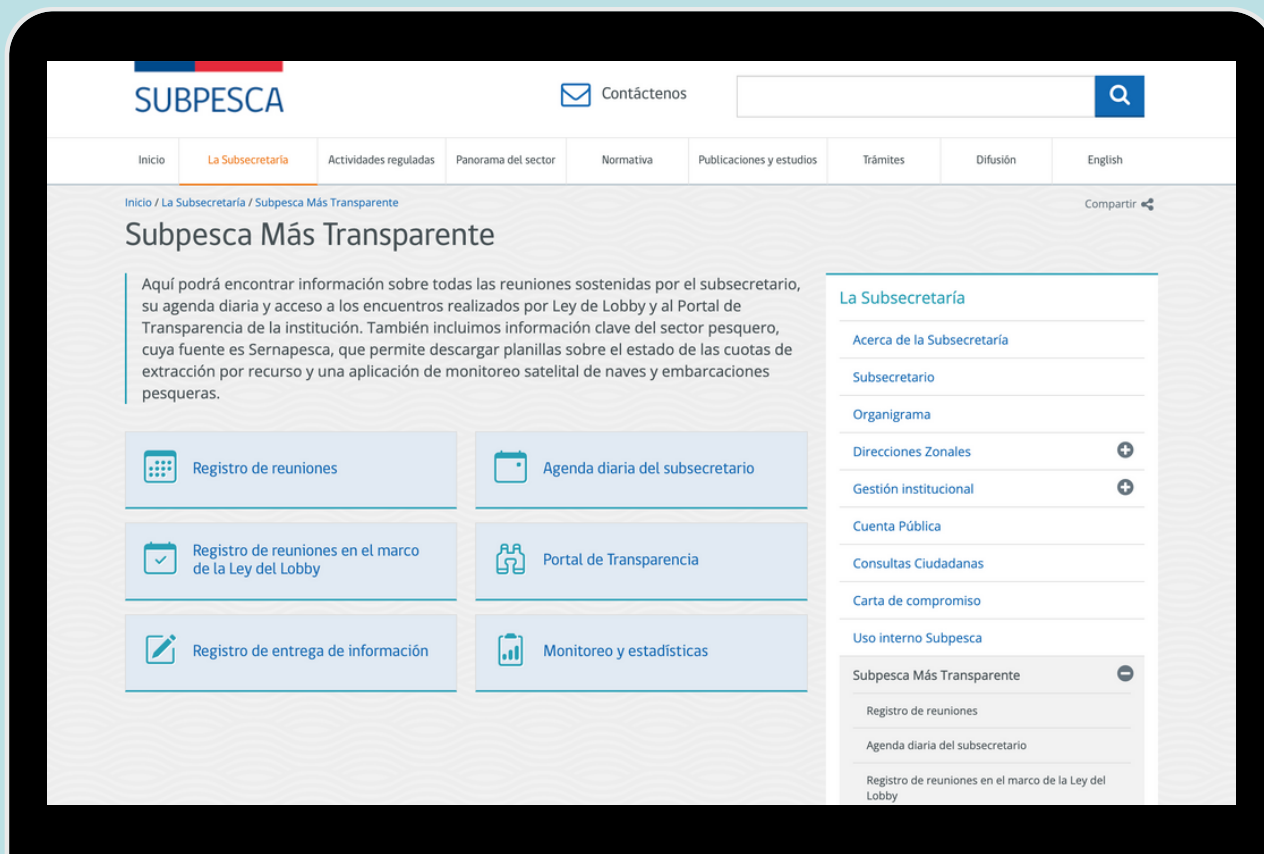 SUBPESCA
Contáctenos
Inicio
La Subsecretaría
Actividades reguladas
Panorama del sector
Normativa
Publicaciones y estudios
Trámites
Difusión
English
Inicio / La Subsecretaría / Subpesca Más Transparente
Compartir
Subpesca Más Transparente
Aquí podrá encontrar información sobre todas las reuniones sostenidas por el subsecretario,
su agenda diaria y acceso a los encuentros realizados por Ley de Lobby y al Portal de
Transparencia de la institución. También incluimos información clave del sector pesquero,
cuya fuente es Sernapesca, que permite descargar planillas sobre el estado de las cuotas de
extracción por recurso y una aplicación de monitoreo satelital de naves y embarcaciones
pesqueras.
Registro de reuniones
Agenda diaria del subsecretario
Registro de reuniones en el marco
de la Ley del Lobby
Portal de Transparencia
Registro de entrega de información
Monitoreo y estadísticas
La Subsecretaría
Acerca de la Subsecretaría
Subsecretario
Organigrama
Direcciones Zonales
Gestión institucional
Cuenta Pública
Consultas Ciudadanas
Carta de compromiso
Uso interno Subpesca
Subpesca Más Transparente
Registro de reuniones
Agenda diaria del subsecretario
Registro de reuniones en el marco de la Ley del
Lobby